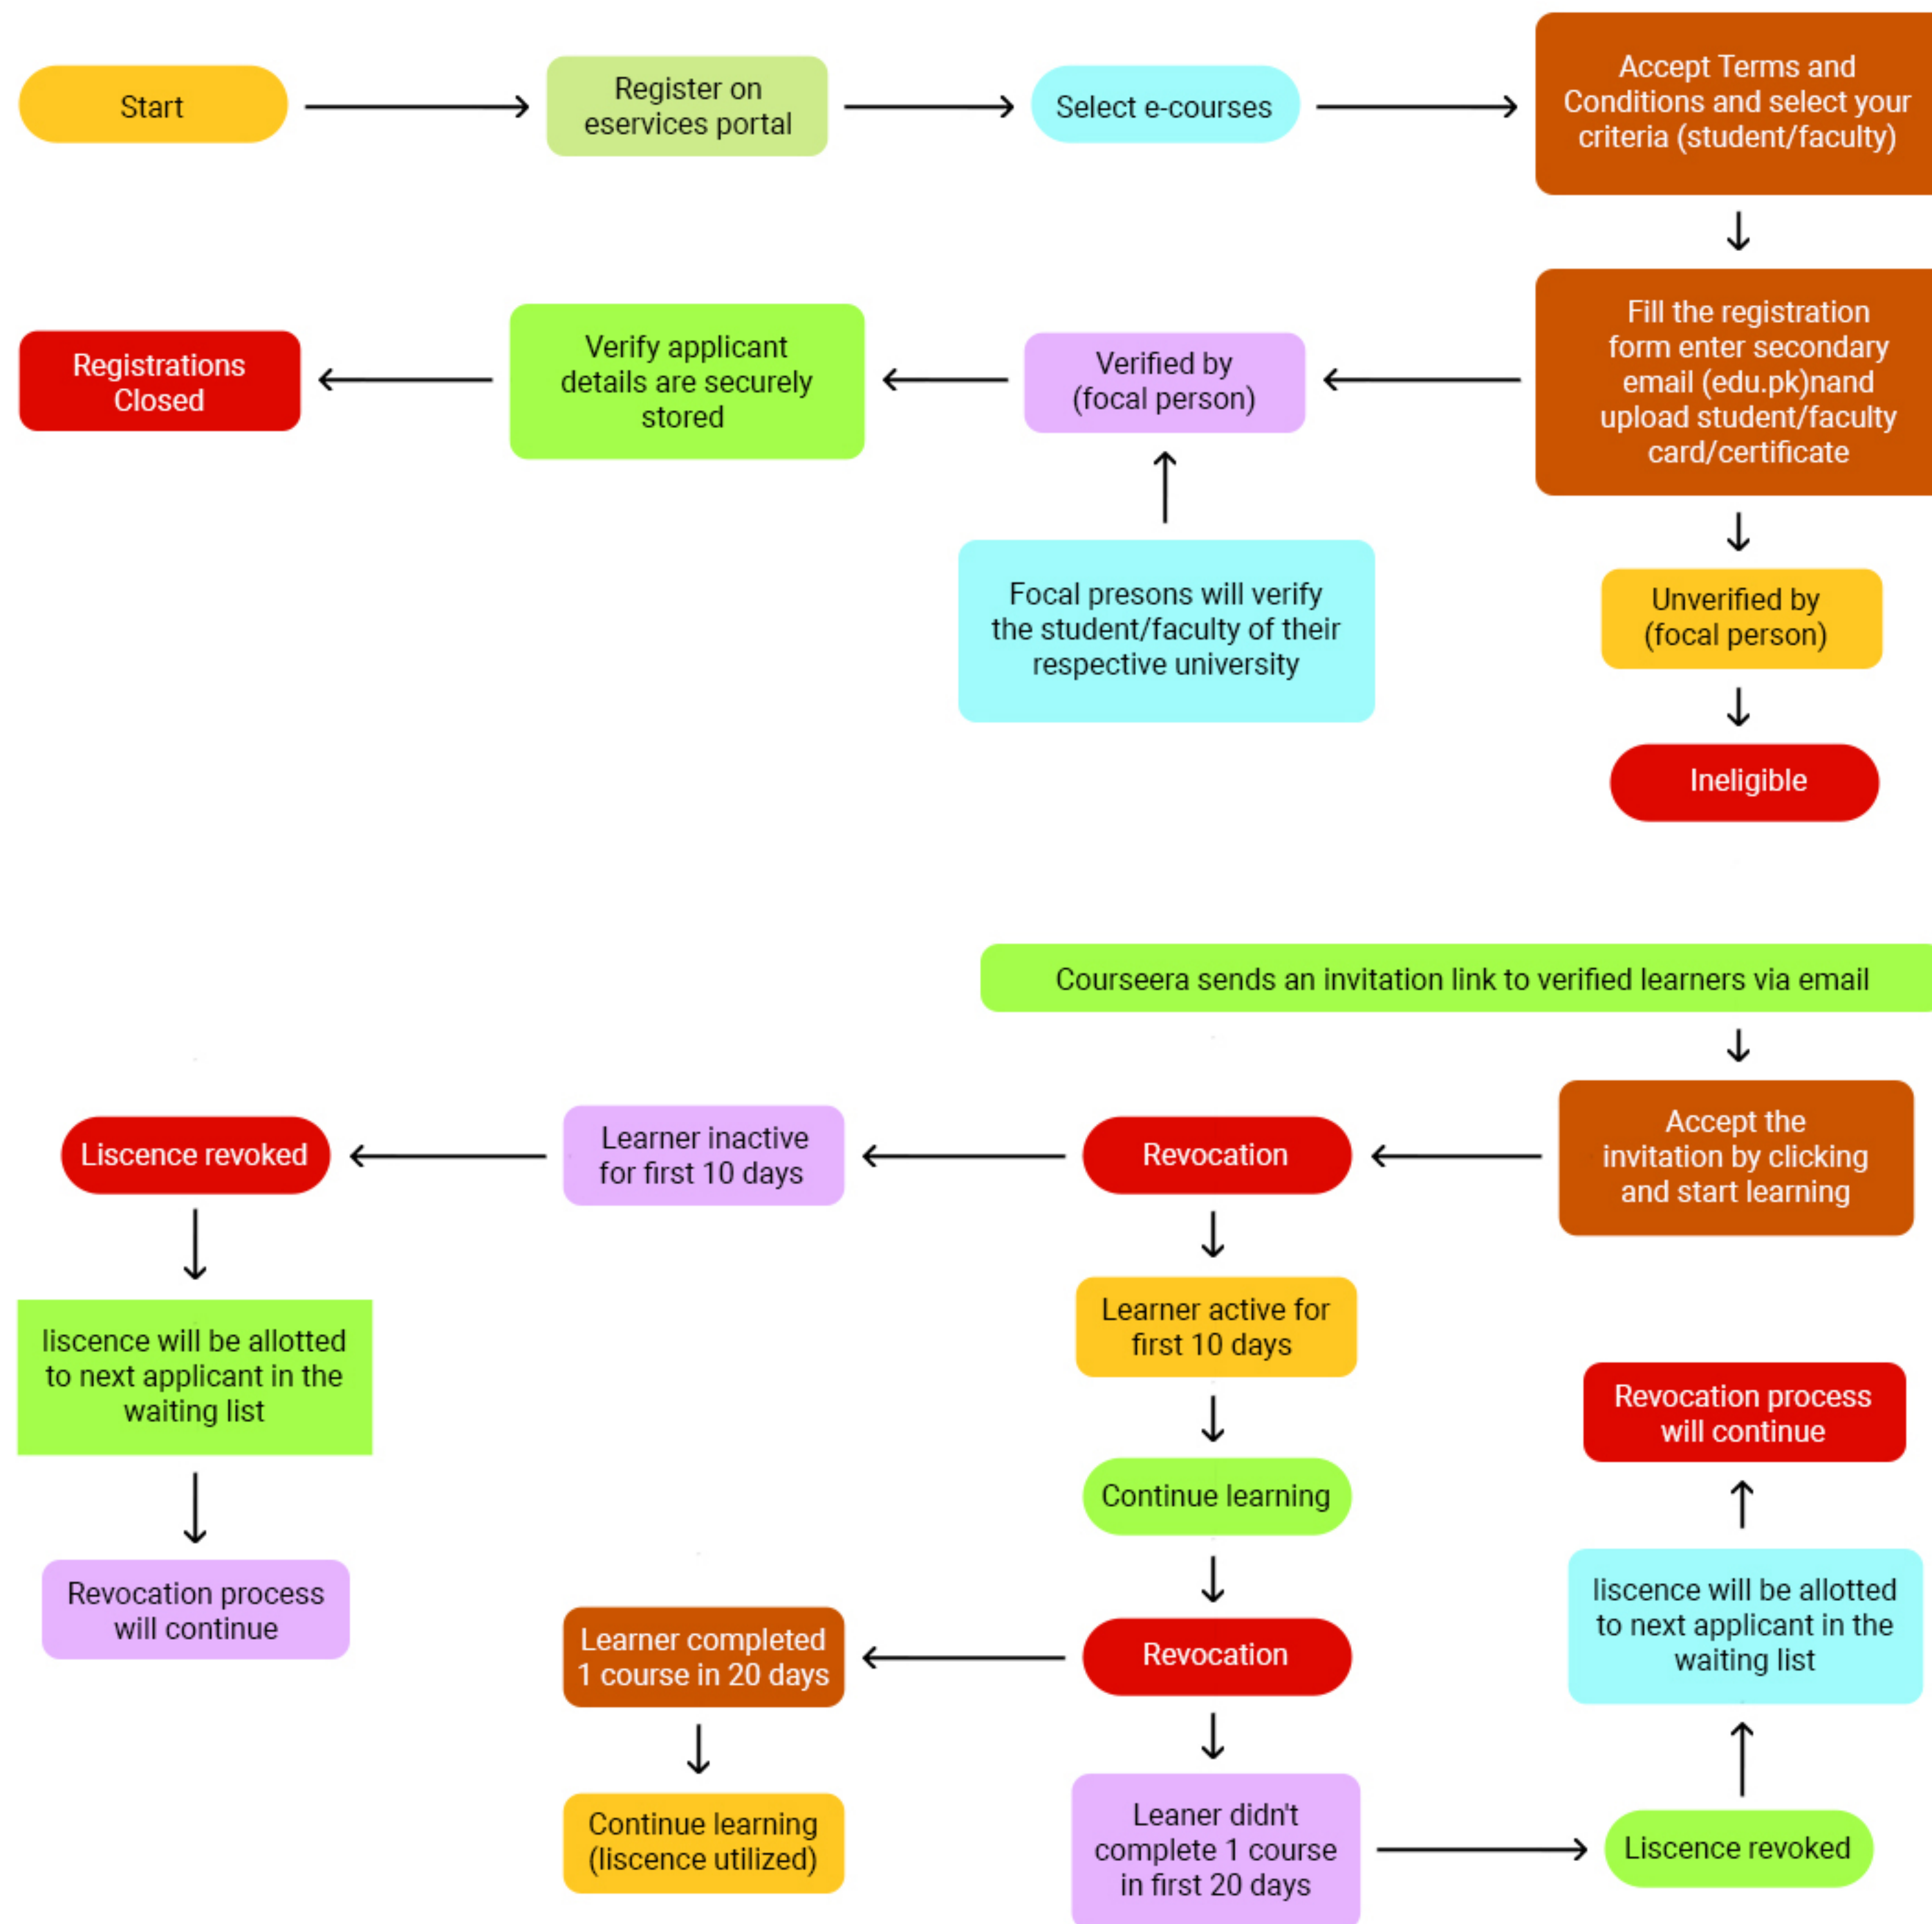 Start
Register on
eservices portal
Select e-courses
Accept Terms and
Conditions and select your
criteria (student/faculty)
Registrations
Closed
Verify applicant
details are securely
stored
Verified by
(focal person)
Fill the registration
form enter secondary
email (edu.pk)nand
upload student/faculty
card/certificate
Focal presons will verify
the student/faculty of their
respective university
Unverified by
(focal person)
Ineligible
Courseera sends an invitation link to verified learners via email
Liscence revoked
Learner inactive
for first 10 days
Revocation
Accept the
invitation by clicking
and start learning
liscence will be allotted
to next applicant in the
waiting list
Learner active for
first 10 days
Revocation process
will continue
Continue learning
Revocation process
will continue
Learner completed
1 course in 20 days
Revocation
liscence will be allotted
to next applicant in the
waiting list
Continue learning
(liscence utilized)
Leaner didn't
complete 1 course
in first 20 days
Liscence revoked